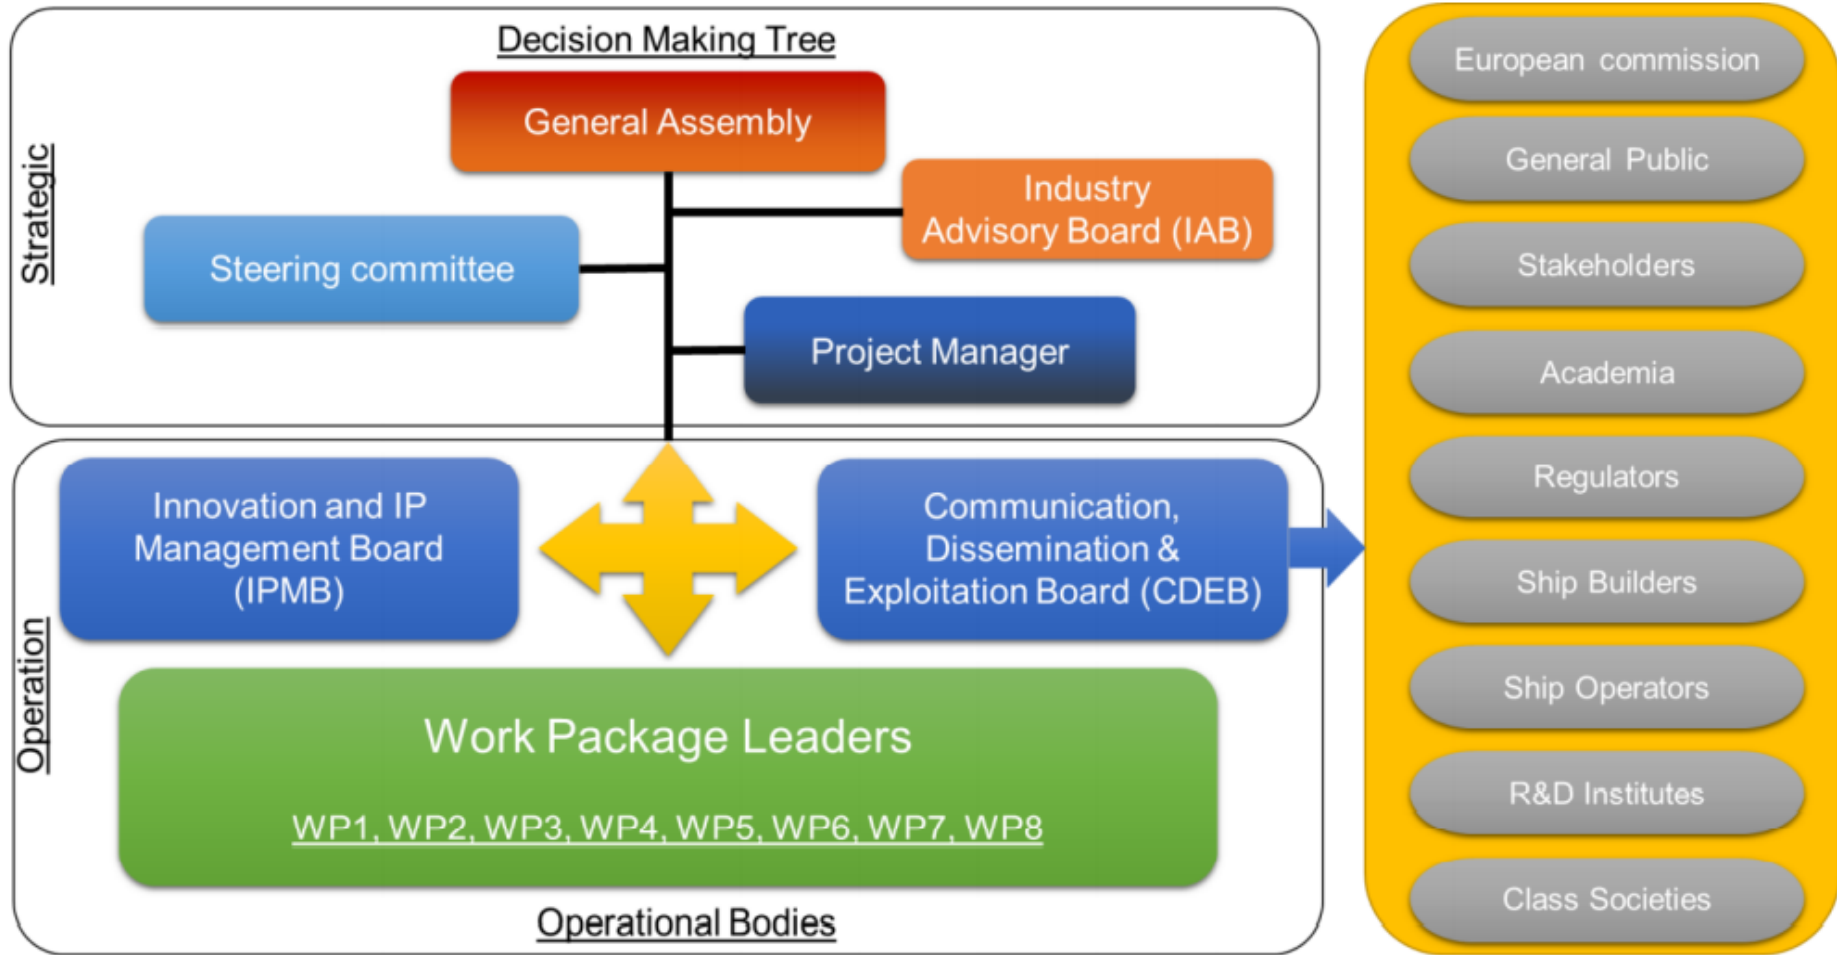 Decision Making Tree
Strategic
General Assembly
Industry
Advisory Board (IAB)
Steering committee
Project Manager
Operation
Innovation and IP
Management Board
(IPMB)
Communication,
Dissemination &
Exploitation Board (CDEB)
Work Package Leaders
WP1, WP2, WP3, WP4, WP5, WP6, WP7, WP8
Operational Bodies
European commission
General Public
Stakeholders
Academia
Regulators
Ship Builders
Ship Operators
R&D Institutes
Class Societies